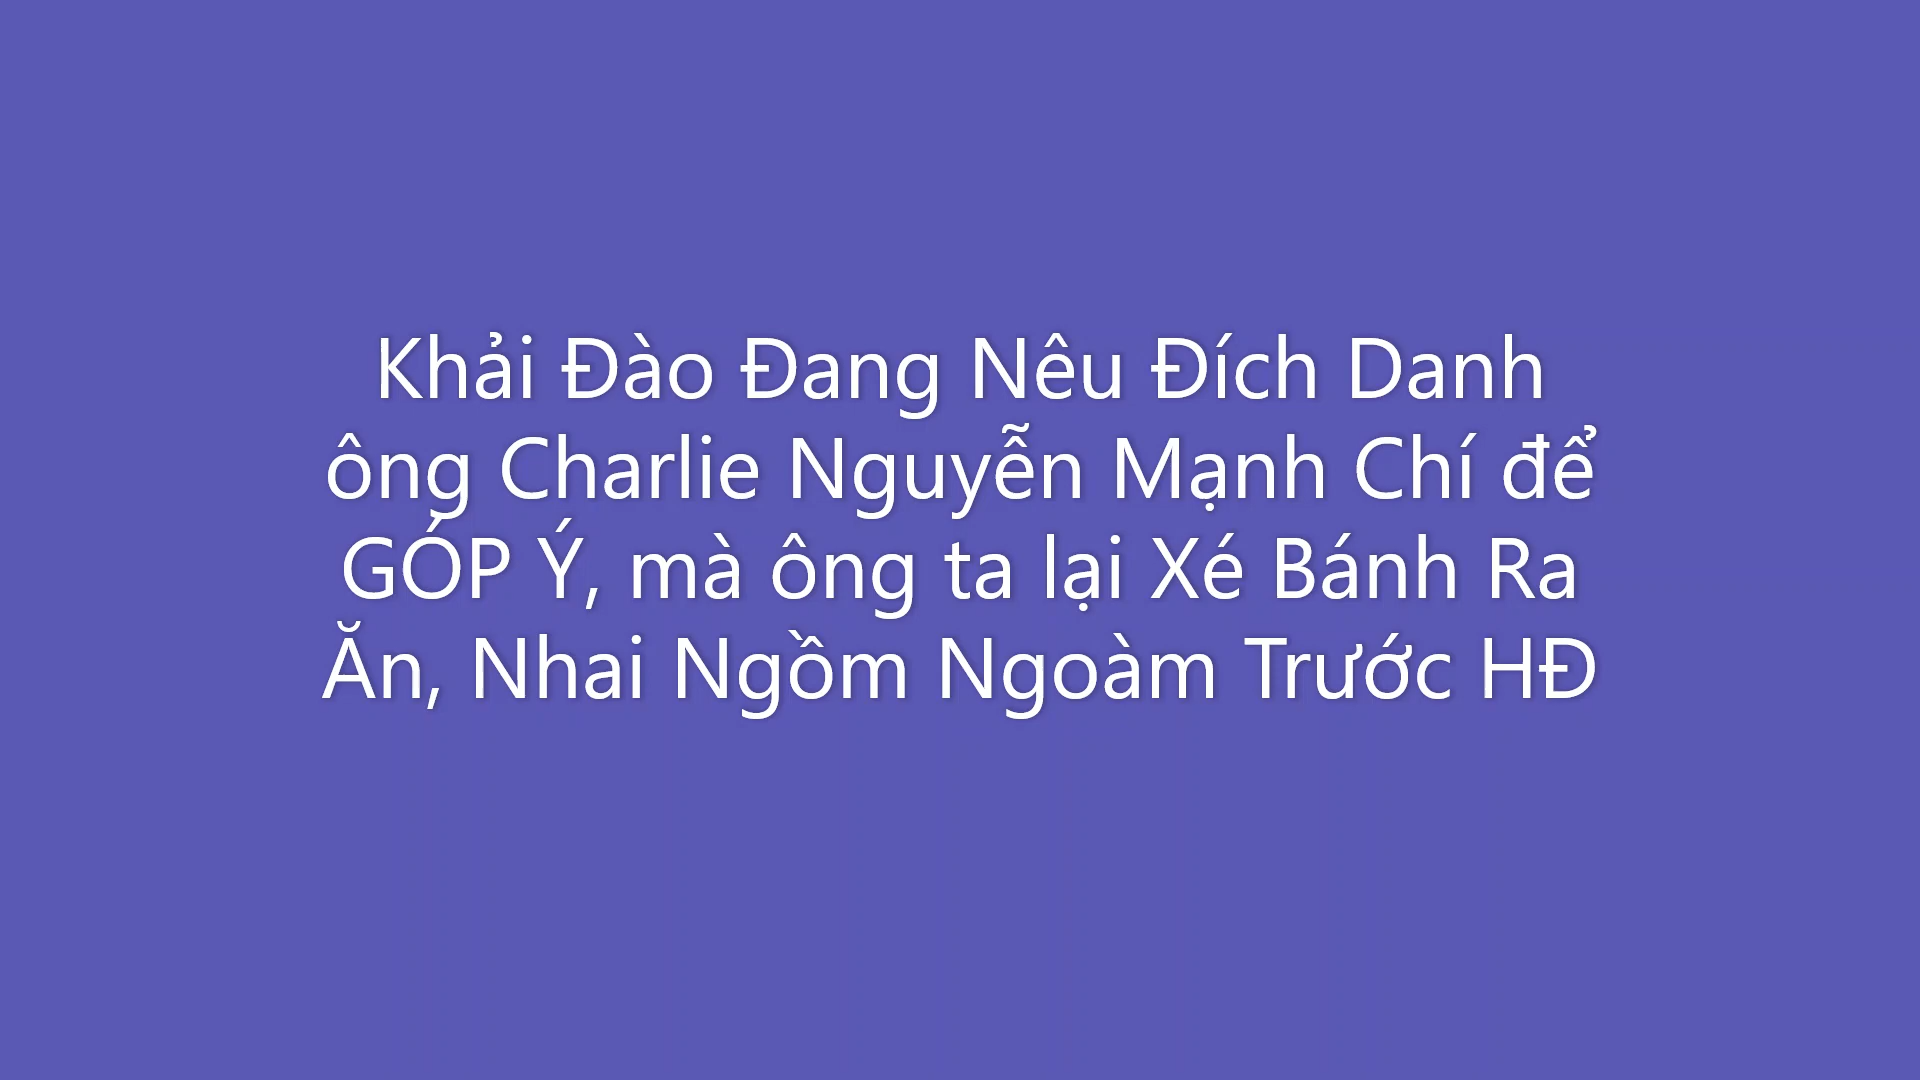 Khải Đào Đang Nêu Đích Danh
ông Charlie Nguyễn Mạnh Chí để
GÓP Ý, mà ông ta lại Xé Bánh Ra
Ăn, Nhai Ngồm Ngoàm Trước HĐ